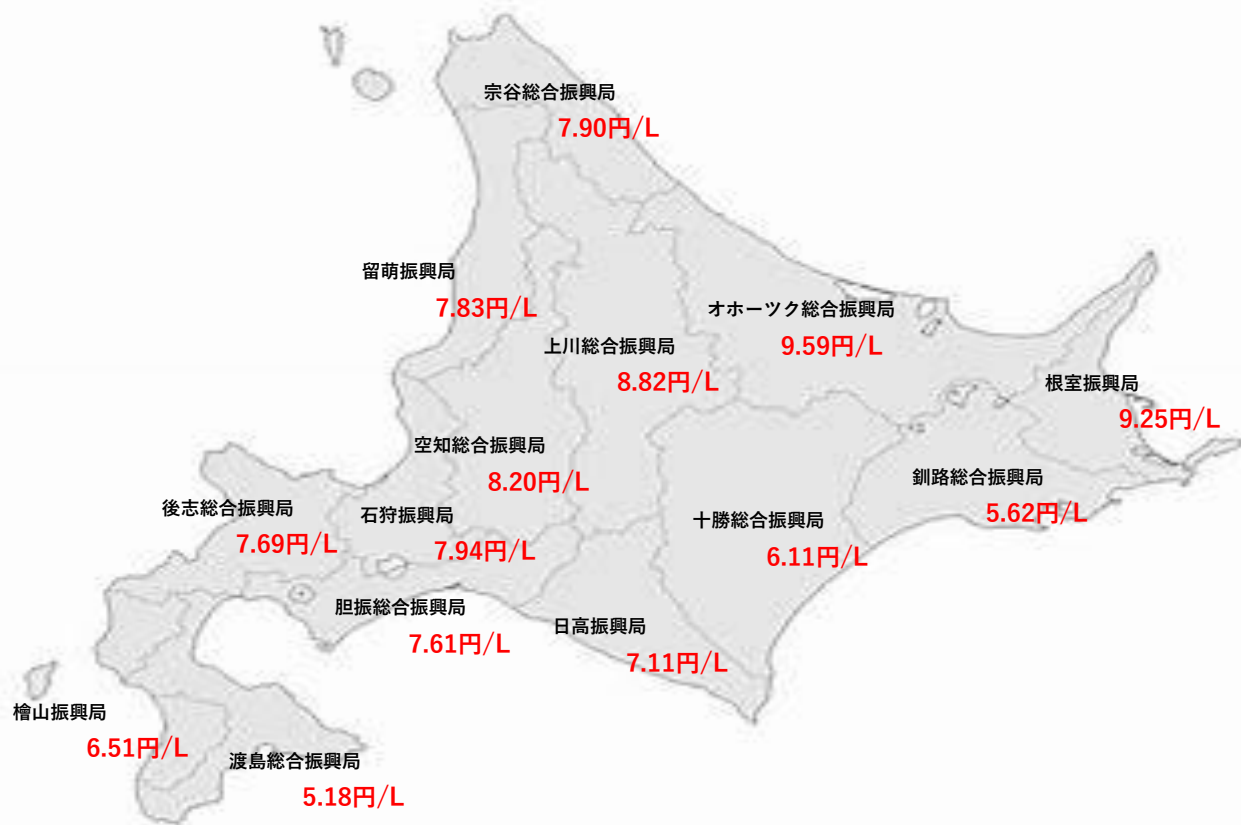 宗谷総合振興局
7.90円/L
留萌振興局
7.83円/L
オホーツク総合振興局
9.59円/L
上川総合振興局
8.82円/L
根室振興局
9.25円/L
空知総合振興局
8.20円/L
釧路総合振興局
5.62円/L
後志総合振興局
7.69円/L
石狩振興局
7.94円/L
十勝総合振興局
6.11円/L
胆振総合振興局
7.61円/L
日高振興局
7.11円/L
檜山振興局
6.51円/L
渡島総合振興局
5.18円/L